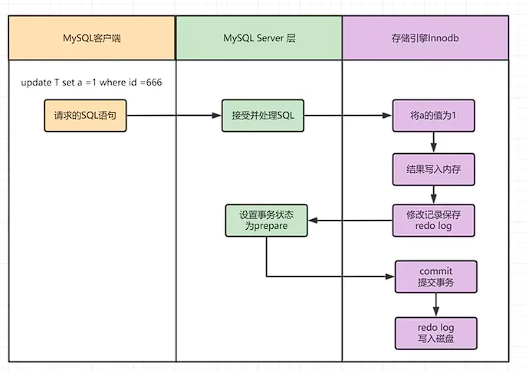 MySQL客户端
MySQL Server 层
存储引擎Innodb
update T set a =1 where id =666
请求的SQL语句
接受并处理SQL
将a的值为1
结果写入内存
修改记录保存
redo log
设置事务状态
为prepare
commit
提交事务
redo log
写入磁盘